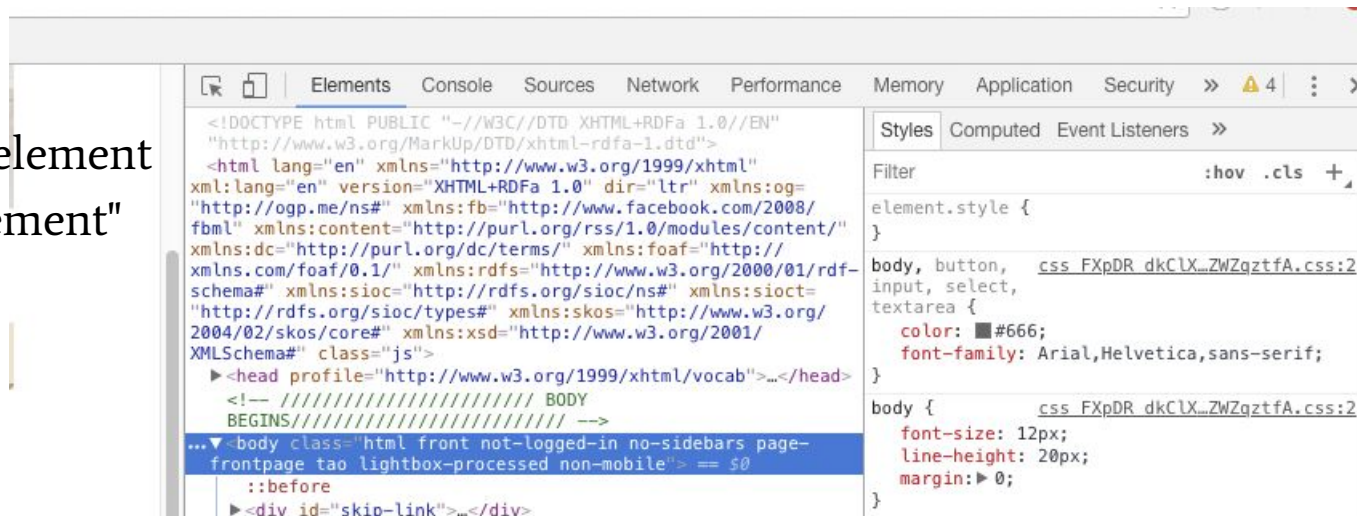 element
ement"
Elements Console Sources Network Performance Memory Application Security » 4
<!DOCTYPE html PUBLIC "-//W3C//DTD XHTML+RDFa 1.0//EN"
"http://www.w3.org/MarkUp/DTD/xhtml-rdfa-1.dtd">
<html lang="en" xmlns="http://www.w3.org/1999/xhtml"
xml:lang="en" version="XHTML+RDFa 1.0" dir="ltr" xmlns:og=
"http://ogp.me/ns#" xmlns:fb="http://www.facebook.com/2008/
fbml" xmlns:content="http://purl.org/rss/1.0/modules/content/"
xmlns:dc="http://purl.org/dc/terms/" xmlns:foaf="http://
xmlns.com/foaf/0.1/" xmlns:rdfs="http://www.w3.org/2000/01/rdf-
schema#" xmlns:sioc="http://rdfs.org/sioc/ns#" xmlns:sioct=
"http://rdfs.org/sioc/types#" xmlns:skos="http://www.w3.org/
2004/02/skos/core#" xmlns:xsd="http://www.w3.org/2001/
XMLSchema#" class="js">
▶<head profile="http://www.w3.org/1999/xhtml/vocab">…</head>
<!-- //////////////////////// BODY
BEGINS////////////////////////// -->
...▼<body class="html front not-logged-in no-sidebars page-
frontpage tao lightbox-processed non-mobile"> == $0
::before
▶<div id="skip-link">…</div>
Styles Computed Event Listeners »
Filter :hov .cls +
element.style {
}
body, button, css_FXpDR_dkClX…ZWZqztfA.css:2
input, select,
textarea {
color: #666;
font-family: Arial,Helvetica,sans-serif;
}
body { css_FXpDR_dkClX…ZWZqztfA.css:2
font-size: 12px;
line-height: 20px;
margin:▶ 0;
}